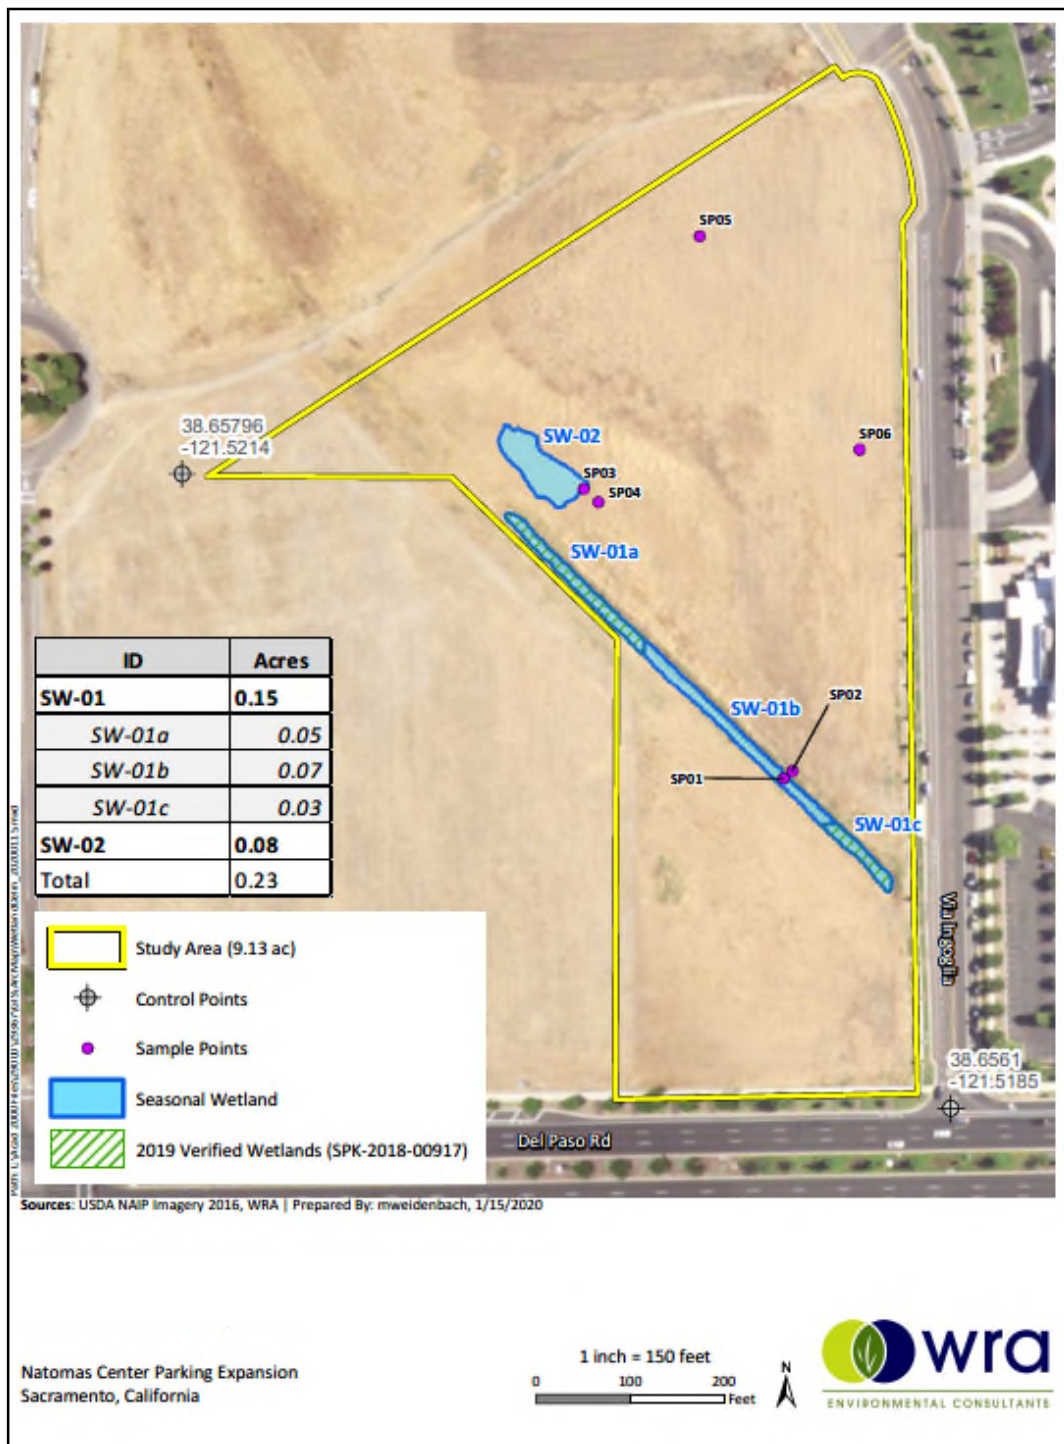 SP05
38.65796
-121.5214
SW-02
SP06
SP03
SP04
SW-01a
SP02
SW-01b
SP01
SW-01c
Via Ingoglia
38.6561
-121.5185
Del Paso Rd
ID Acres
SW-01 0.15
SW-01a 0.05
SW-01b 0.07
SW-01c 0.03
SW-02 0.08
Total 0.23
Study Area (9.13 ac)
Control Points
Sample Points
Seasonal Wetland
2019 Verified Wetlands (SPK-2018-00917)
Sources: USDA NAIP Imagery 2016, WRA | Prepared By: mweidenbach, 1/15/2020
Natomas Center Parking Expansion
Sacramento, California
1 inch = 150 feet
0 100 200
Feet
N
wra
ENVIRONMENTAL CONSULTANTS